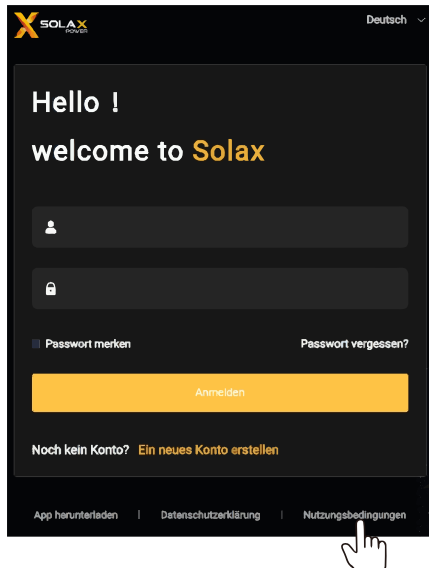 SOLAX
POWER
Deutsch
Hello !
welcome to Solax
Passwort merken Passwort vergessen?
Anmelden
Noch kein Konto? Ein neues Konto erstellen
App herunterladen | Datenschutzerklärung | Nutzungsbedingungen